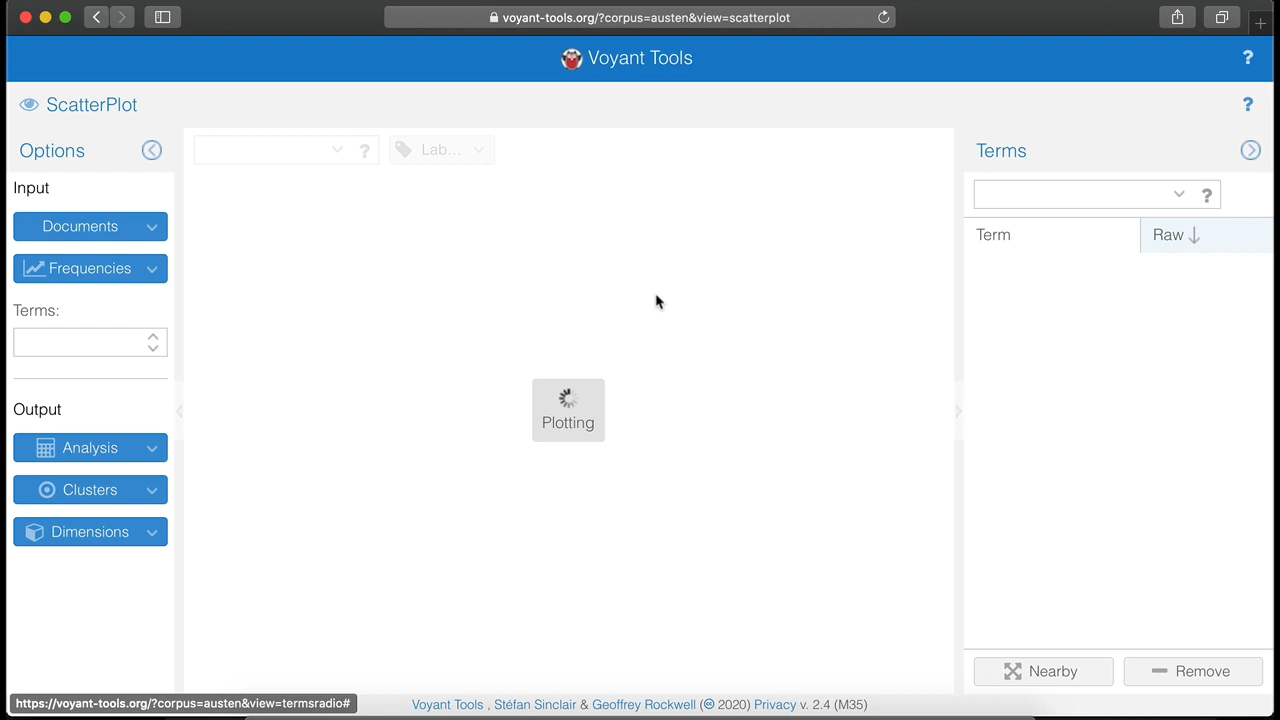 voyant-tools.org/?corpus=austen&view=scatterplot
Voyant Tools
?
ScatterPlot
?
Options
Input
Documents
Frequencies
Terms:
Output
Analysis
Clusters
Dimensions
?
Lab...
Plotting
Terms
?
Term
Raw
Nearby
Remove
https://voyant-tools.org/?corpus=austen&view=termsradio#
Voyant Tools , Stéfan Sinclair & Geoffrey Rockwell (cc 2020) Privacy v. 2.4 (M35)